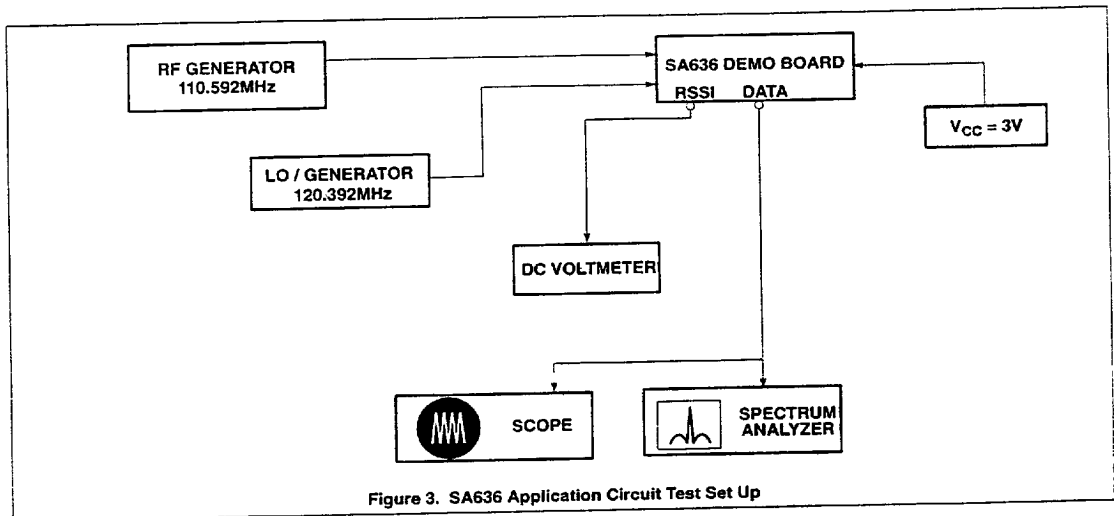 RF GENERATOR
110.592MHz
SA636 DEMO BOARD
RSSI DATA
V_CC = 3V
LO / GENERATOR
120.392MHz
DC VOLTMETER
SCOPE
SPECTRUM
ANALYZER
Figure 3. SA636 Application Circuit Test Set Up